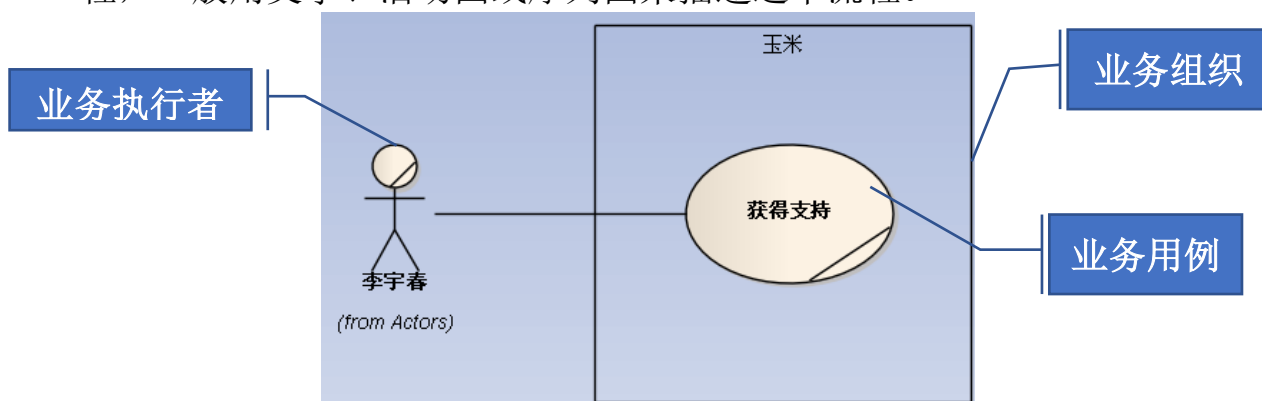 玉米
业务组织
业务执行者
获得支持
业务用例
李宇春
(from Actors)